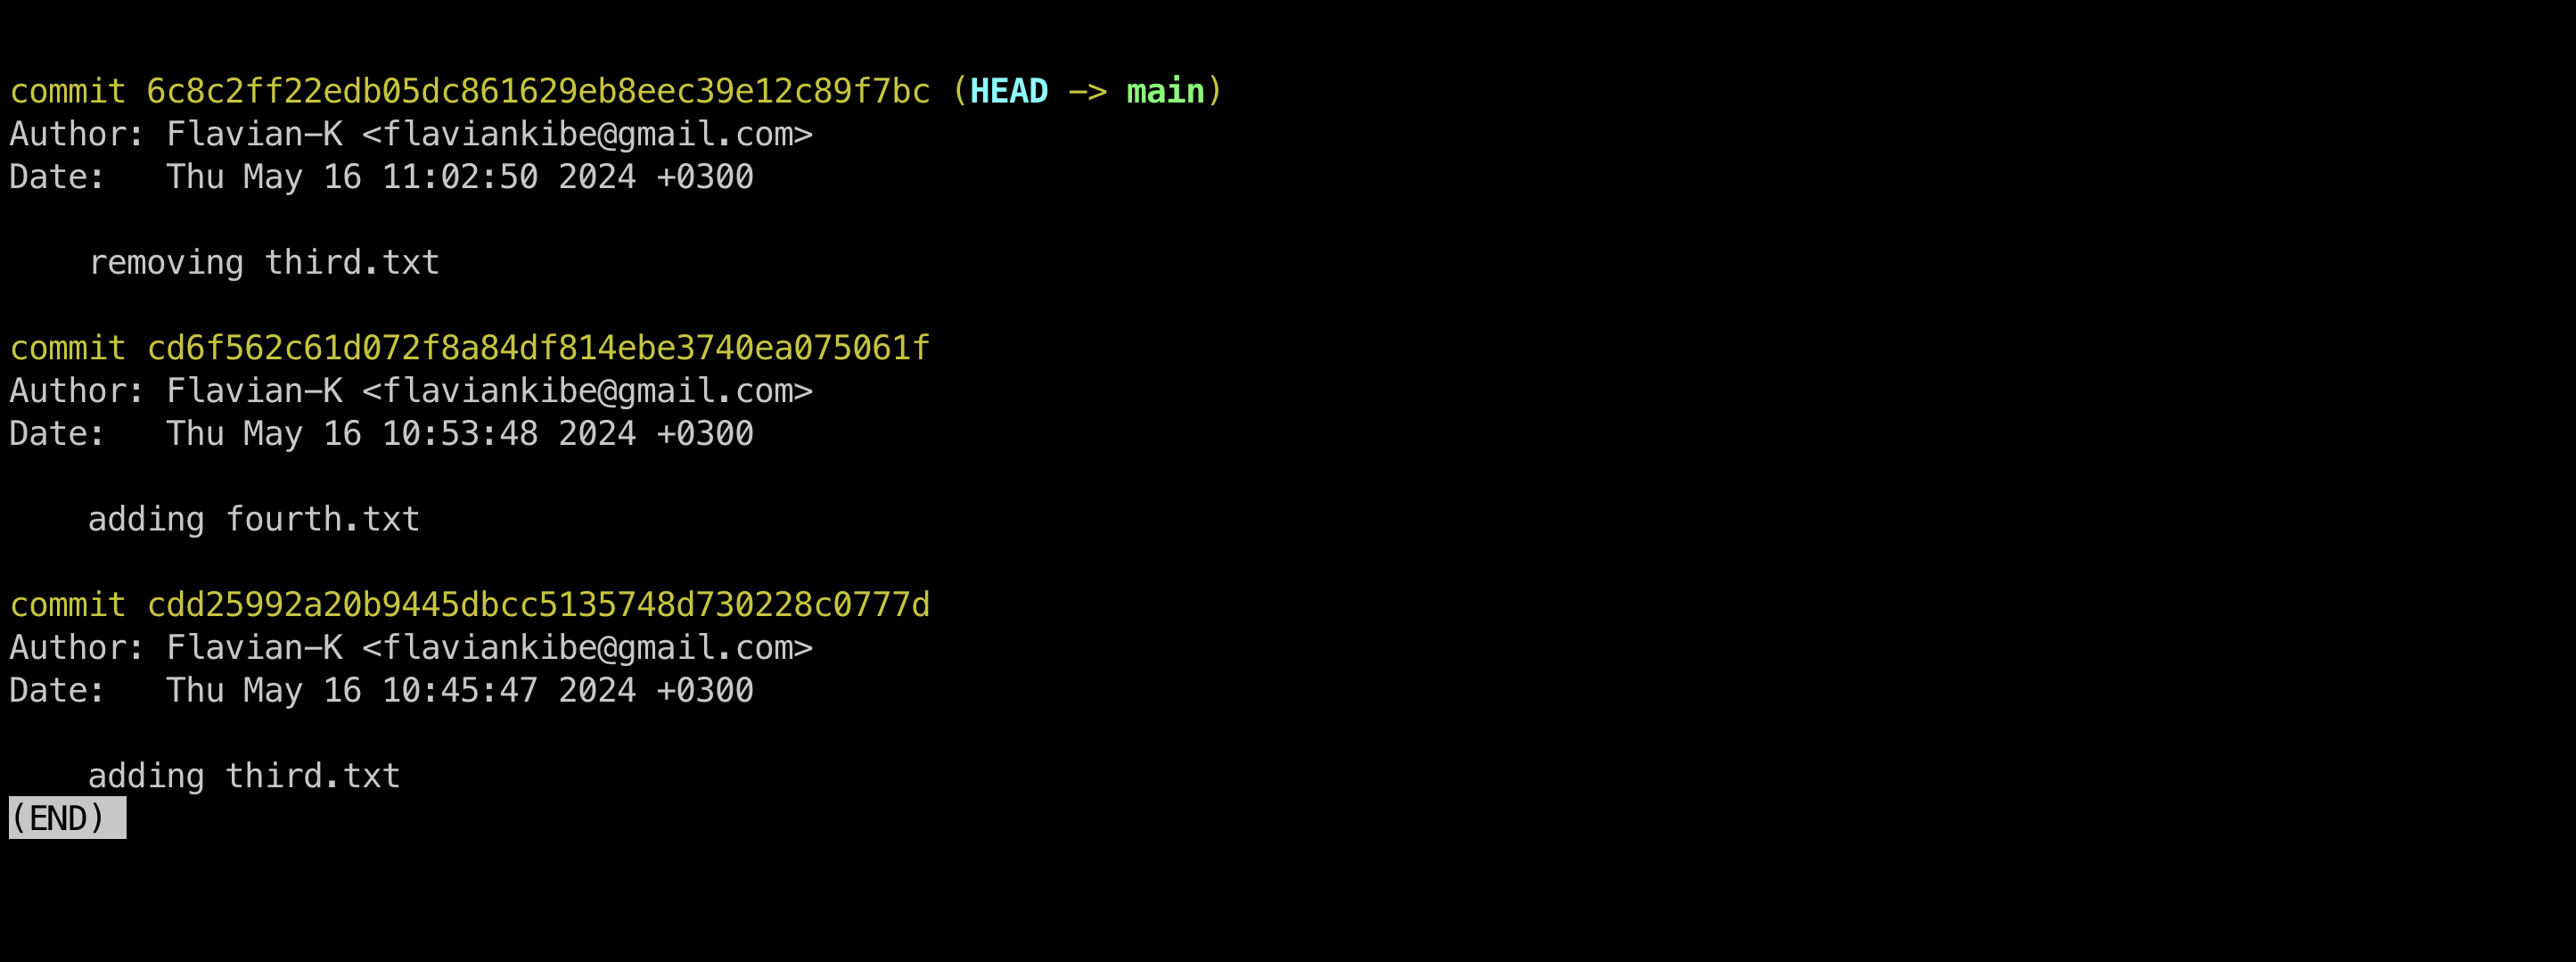 commit 6c8c2ff22edb05dc861629eb8eec39e12c89f7bc (HEAD -> main)
Author: Flavian-K <flaviankibe@gmail.com>
Date:   Thu May 16 11:02:50 2024 +0300
    removing third.txt
commit cd6f562c61d072f8a84df814ebe3740ea075061f
Author: Flavian-K <flaviankibe@gmail.com>
Date:   Thu May 16 10:53:48 2024 +0300
    adding fourth.txt
commit cdd25992a20b9445dbcc5135748d730228c0777d
Author: Flavian-K <flaviankibe@gmail.com>
Date:   Thu May 16 10:45:47 2024 +0300
    adding third.txt
(END)